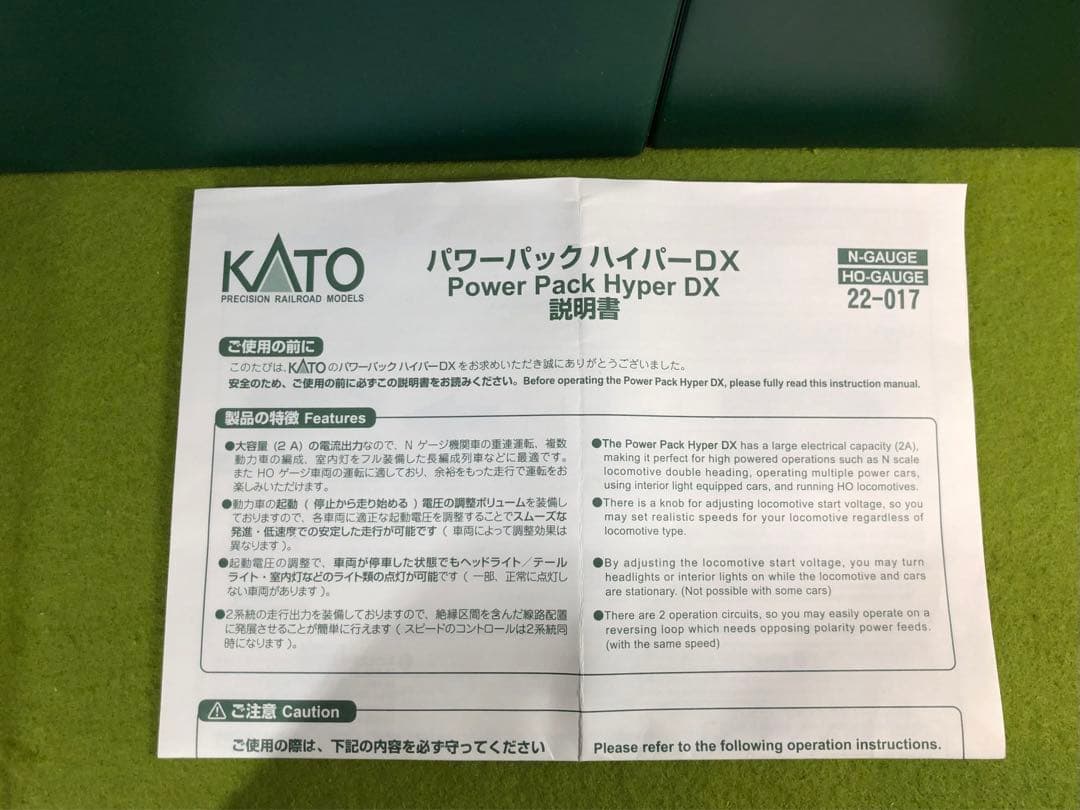 KATO
PRECISION RAILROAD MODELS
パワーパック ハイパーDX
Power Pack Hyper DX
説明書
N-GAUGE
HO-GAUGE
22-017
ご使用の前に
このたびは、KATOのパワーパック ハイパーDX をお求めいただき誠にありがとうございました。
安全のため、ご使用の前に必ずこの説明書をお読みください。Before operating the Power Pack Hyper DX, please fully read this instruction manual.
製品の特徴 Features
●大容量（2 A）の電流出力なので、N ゲージ機関車の重連運転、複数
動力車の編成、室内灯をフル装備した長編成列車などに最適です。
また HO ゲージ車両の運転に適しており、余裕をもった走行で運転をお
楽しみいただけます。
●動力車の起動（ 停止から走り始める ）電圧の調整ボリュームを装備し
ておりますので、各車両に適正な起動電圧を調整することでスムーズな
発進・低速度での安定した走行が可能です（ 車両によって調整効果は
異なります ）。
●起動電圧の調整で、車両が停車した状態でもヘッドライト／テール
ライト・室内灯などのライト類の点灯が可能です（ 一部、正常に点灯し
ない車両があります ）。
●2系統の走行出力を装備しておりますので、絶縁区間を含んだ線路配置
に発展させることが簡単に行えます（ スピードのコントロールは2系統同
時になります ）。
●The Power Pack Hyper DX has a large electrical capacity (2A),
making it perfect for high powered operations such as N scale
locomotive double heading, operating multiple power cars,
using interior light equipped cars, and running HO locomotives.
●There is a knob for adjusting locomotive start voltage, so you
may set realistic speeds for your locomotive regardless of
locomotive type.
●By adjusting the locomotive start voltage, you may turn
headlights or interior lights on while the locomotive and cars
are stationary. (Not possible with some cars)
●There are 2 operation circuits, so you may easily operate on a
reversing loop which needs opposing polarity power feeds.
(with the same speed)
⚠ご注意 Caution
ご使用の際は、下記の内容を必ず守ってください
Please refer to the following operation instructions.